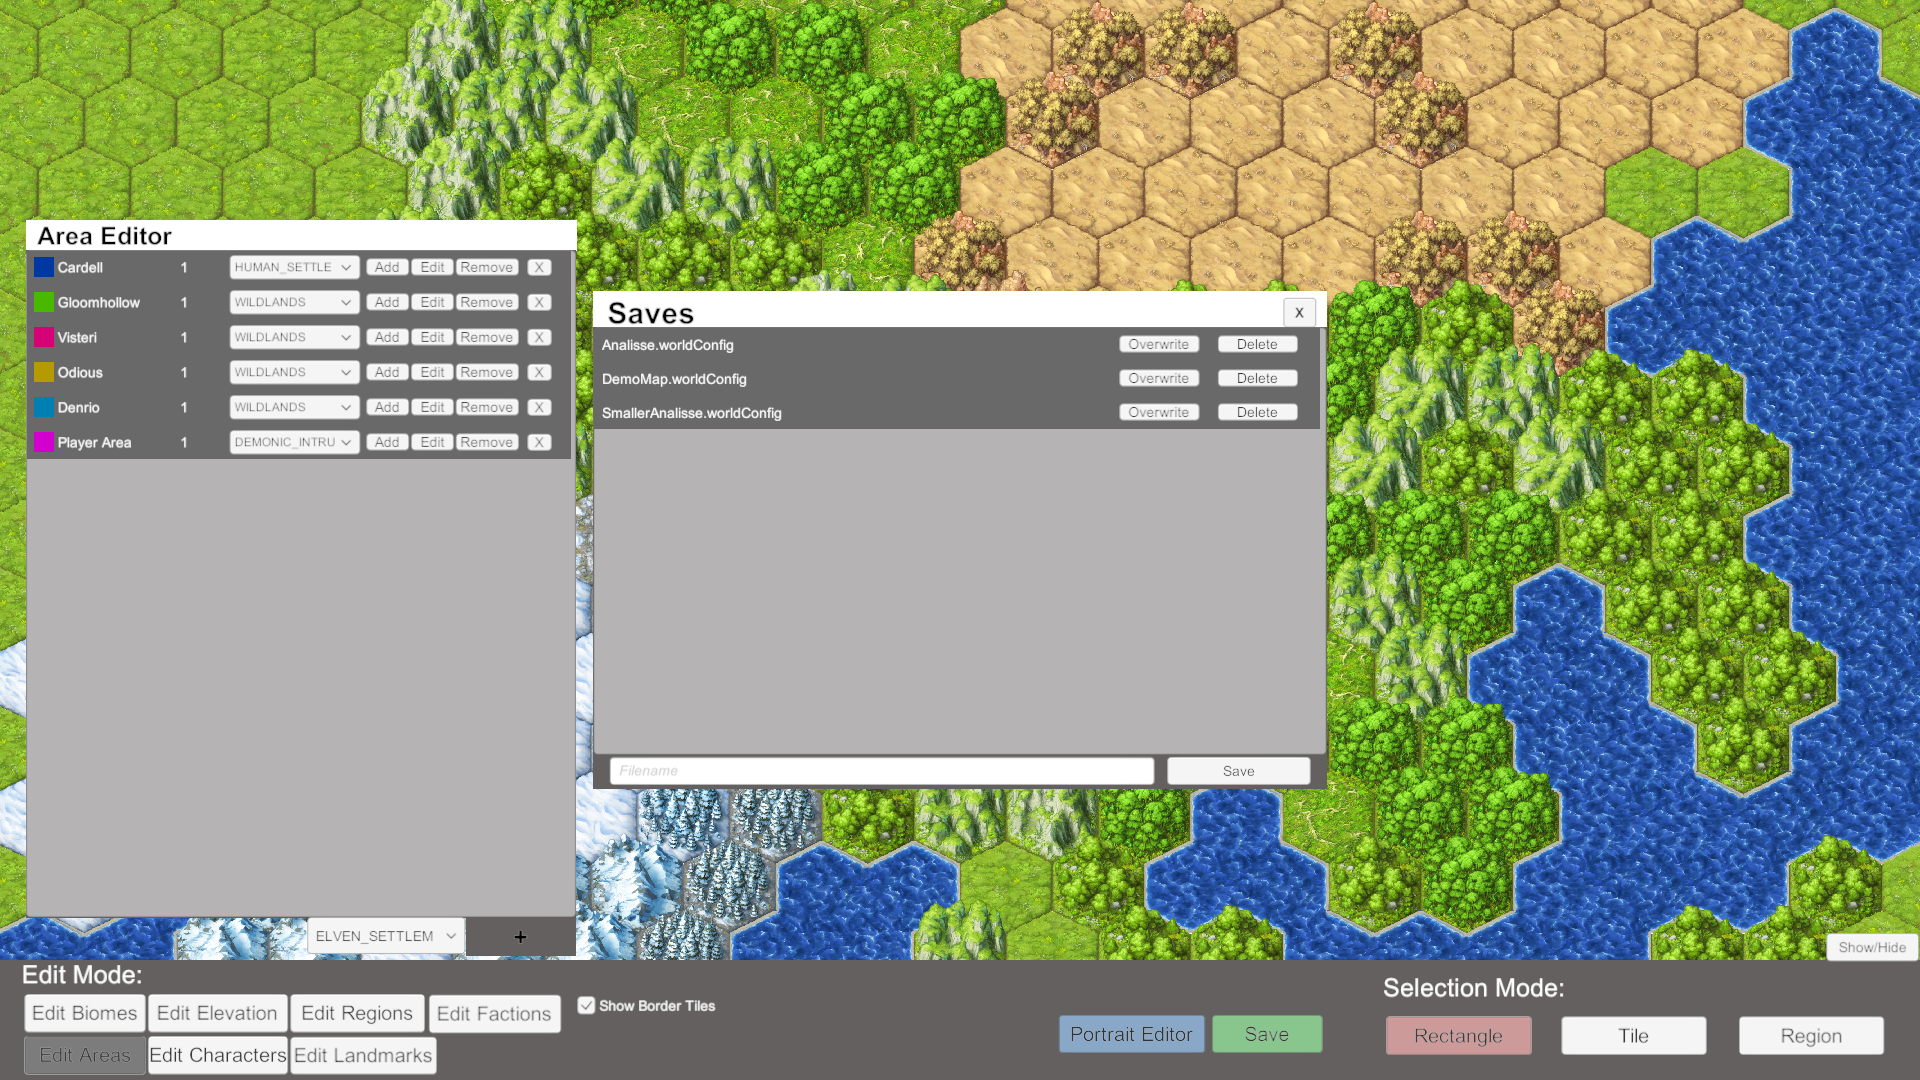 Area Editor
Cardell 1 HUMAN_SETTLE Add Edit Remove X
Gloomhollow 1 WILDLANDS Add Edit Remove X
Visteri 1 WILDLANDS Add Edit Remove X
Odious 1 WILDLANDS Add Edit Remove X
Denrio 1 WILDLANDS Add Edit Remove X
Player Area 1 DEMONIC_INTRU Add Edit Remove X
ELVEN_SETTLEM +
Saves X
Analisse.worldConfig Overwrite Delete
DemoMap.worldConfig Overwrite Delete
SmallerAnalisse.worldConfig Overwrite Delete
Filename Save
Show/Hide
Edit Mode:
Edit Biomes Edit Elevation Edit Regions Edit Factions
Edit Areas Edit Characters Edit Landmarks
Show Border Tiles
Portrait Editor Save
Selection Mode:
Rectangle Tile Region